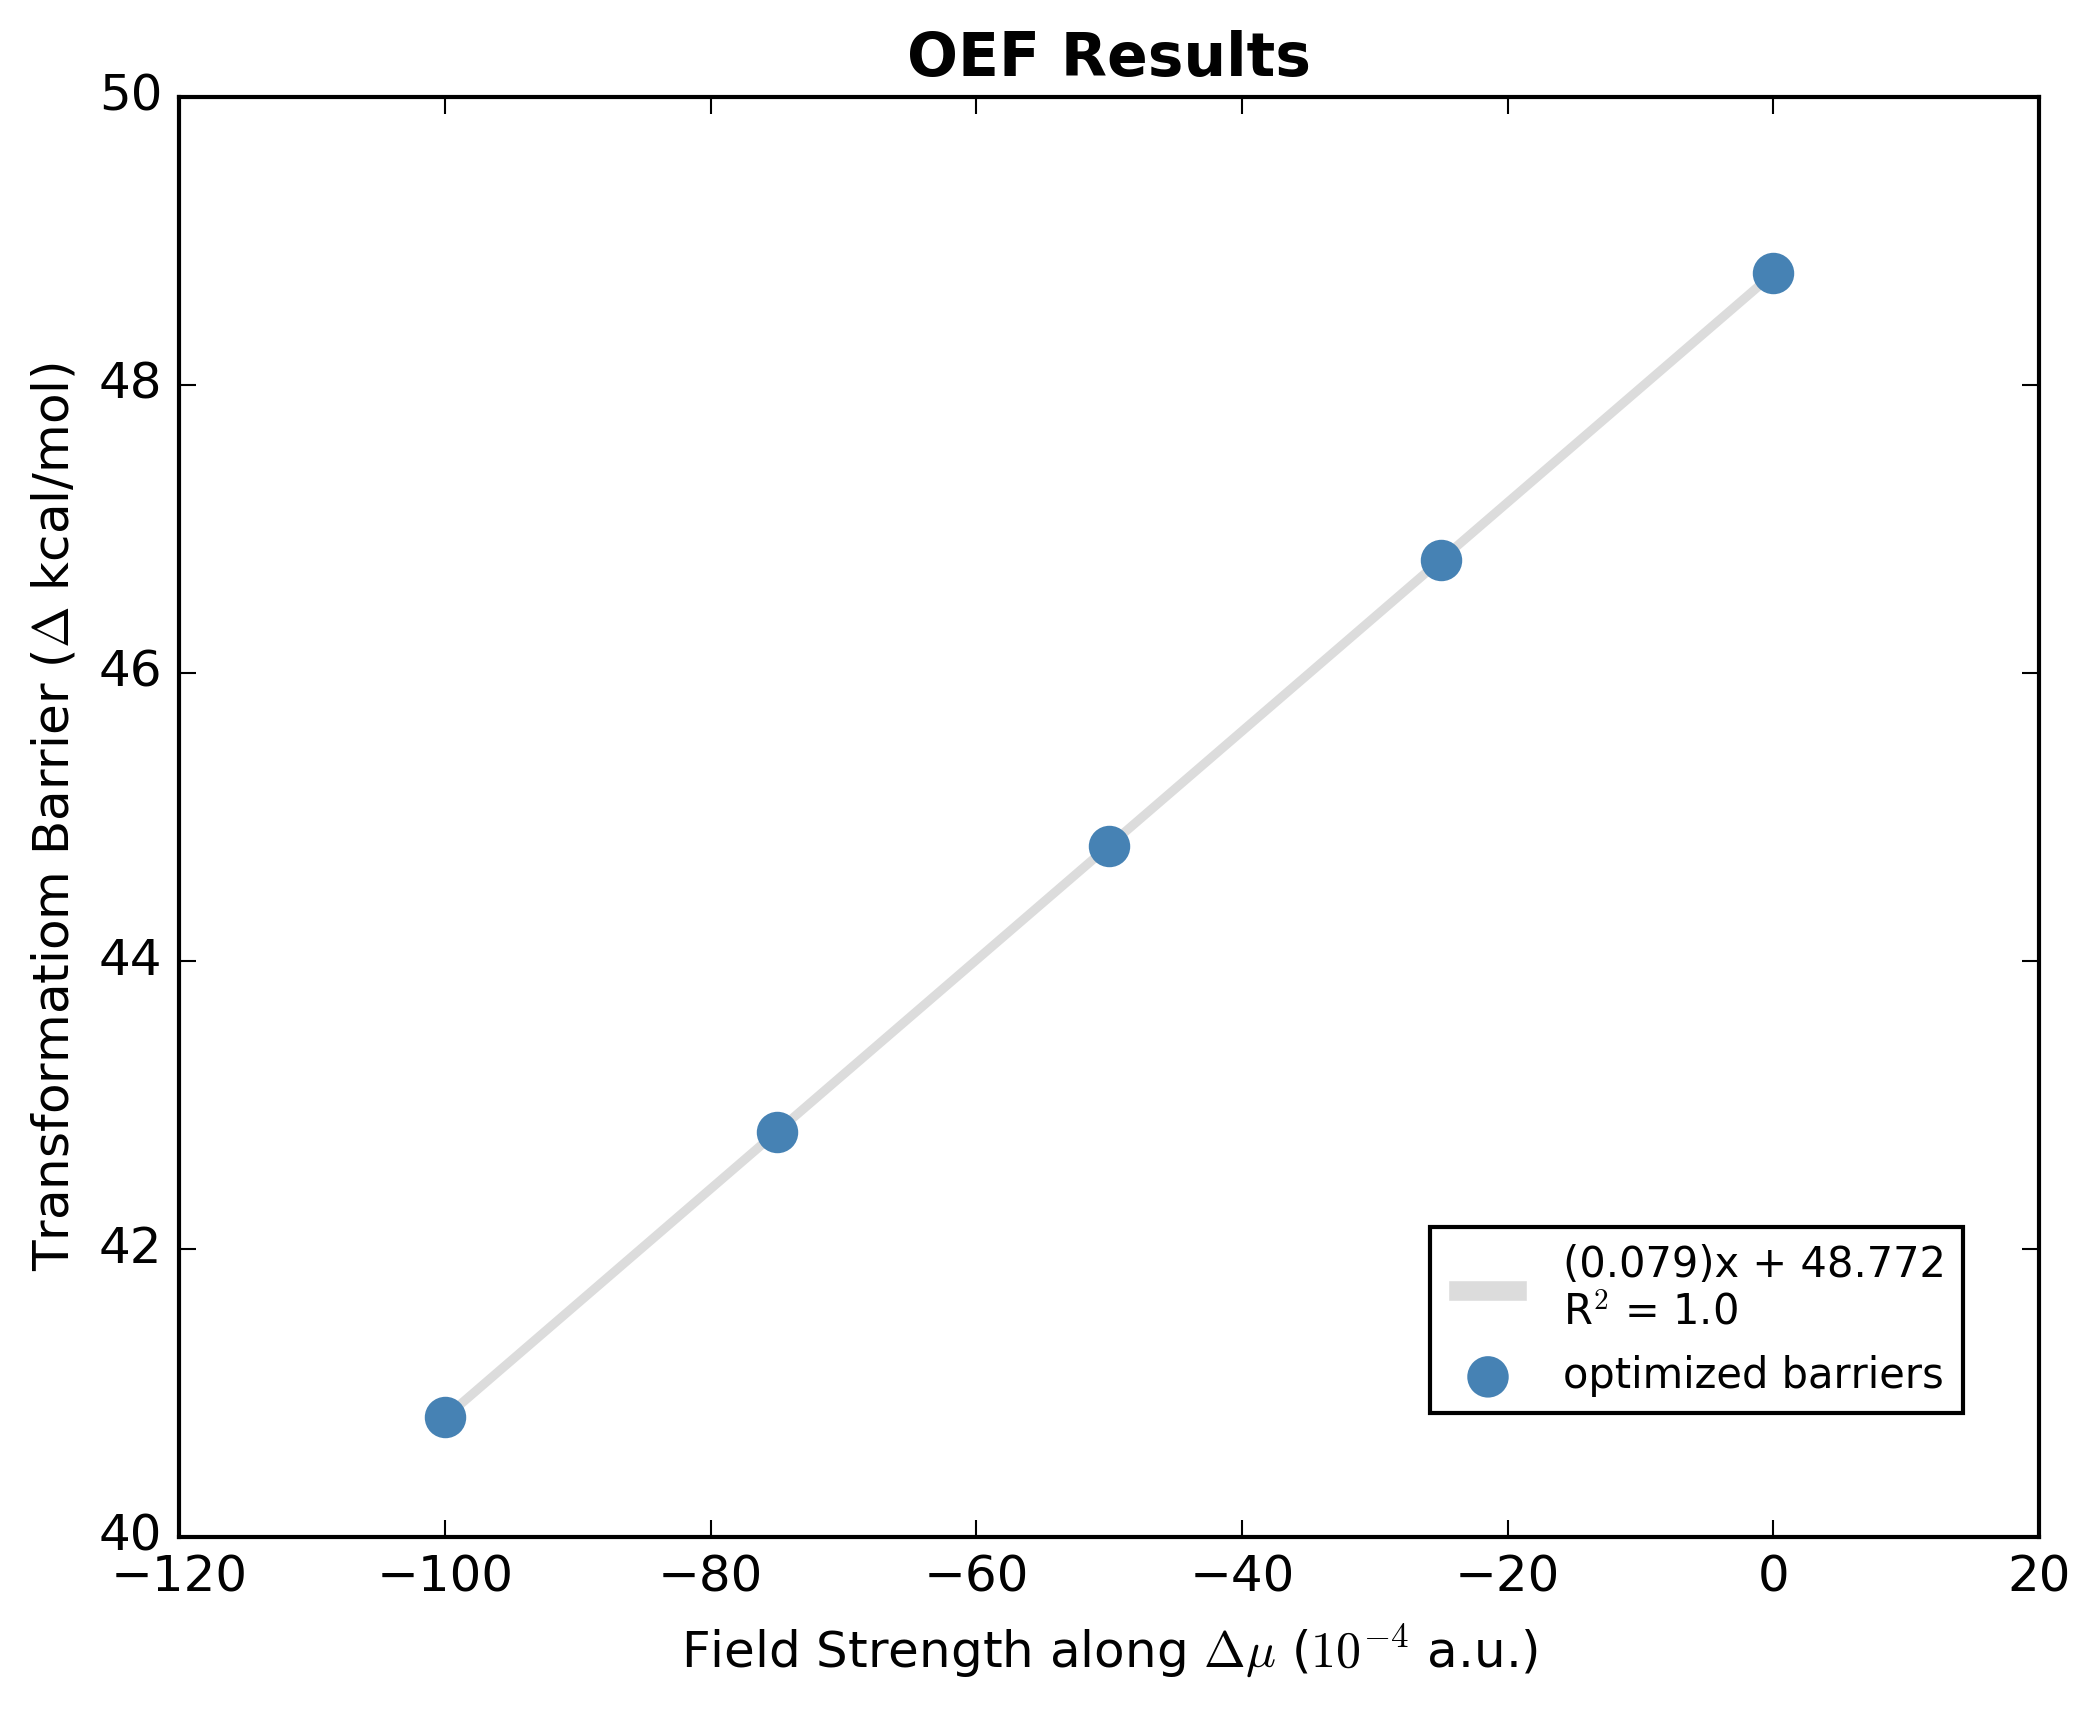 OEF Results
50
48
46
44
42
40
Transformation Barrier (Δ kcal/mol)
(0.079)x + 48.772
R² = 1.0
optimized barriers
−120 −100 −80 −60 −40 −20 0 20
Field Strength along Δμ (10⁻⁴ a.u.)